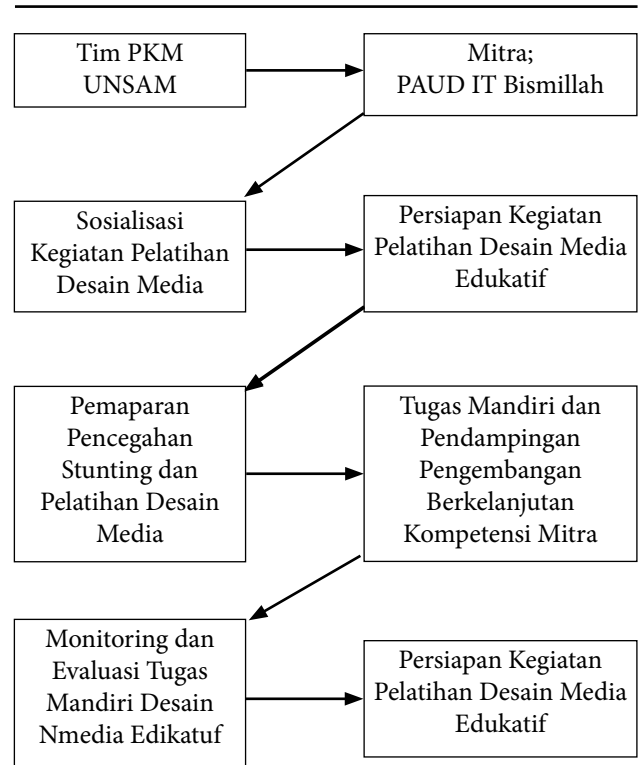 Tim PKM
UNSAM
Mitra;
PAUD IT Bismillah
Sosialisasi
Kegiatan Pelatihan
Desain Media
Persiapan Kegiatan
Pelatihan Desain Media
Edukatif
Pemaparan
Pencegahan
Stunting dan
Pelatihan Desain
Media
Tugas Mandiri dan
Pendampingan
Pengembangan
Berkelanjutan
Kompetensi Mitra
Monitoring dan
Evaluasi Tugas
Mandiri Desain
Nmedia Edikatuf
Persiapan Kegiatan
Pelatihan Desain Media
Edukatif